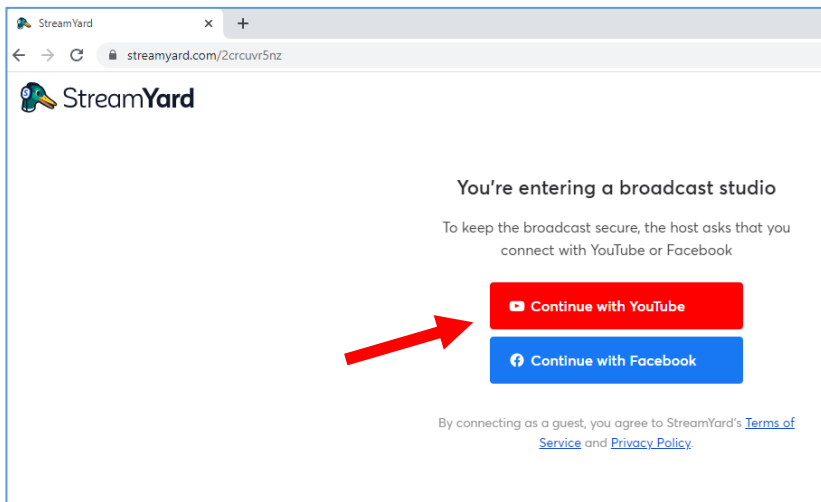 StreamYard
streamyard.com/2crcuvr5nz
StreamYard
You're entering a broadcast studio
To keep the broadcast secure, the host asks that you
connect with YouTube or Facebook
Continue with YouTube
Continue with Facebook
By connecting as a guest, you agree to StreamYard's Terms of
Service and Privacy Policy.